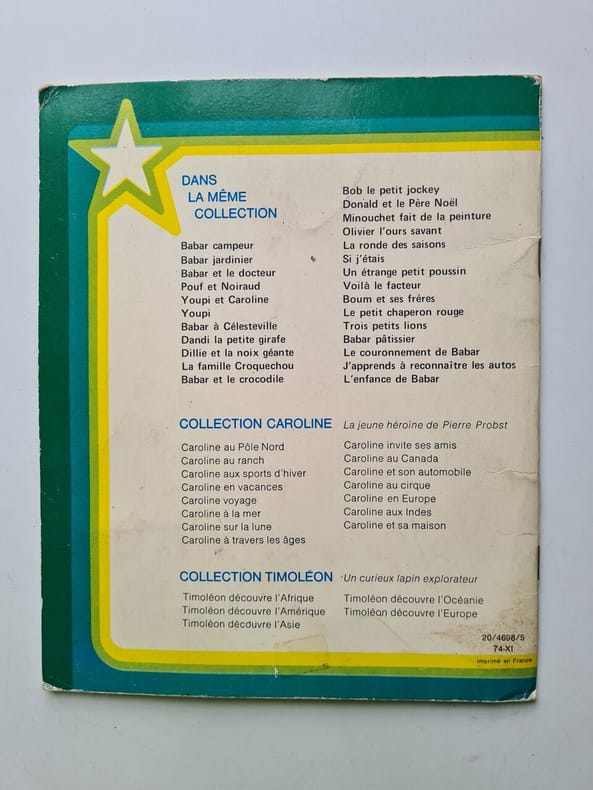 DANS
LA MÊME
COLLECTION
Babar campeur
Babar jardinier
Babar et le docteur
Pouf et Noiraud
Youpi et Caroline
Youpi
Babar à Célesteville
Dandi la petite girafe
Dillie et la noix géante
La famille Croquechou
Babar et le crocodile
Bob le petit jockey
Donald et le Père Noël
Minouchet fait de la peinture
Olivier l'ours savant
La ronde des saisons
Si j'étais
Un étrange petit poussin
Voilà le facteur
Boum et ses frères
Le petit chaperon rouge
Trois petits lions
Babar pâtissier
Le couronnement de Babar
J'apprends à reconnaître les autos
L'enfance de Babar
COLLECTION CAROLINE La jeune héroïne de Pierre Probst
Caroline au Pôle Nord
Caroline au ranch
Caroline aux sports d'hiver
Caroline en vacances
Caroline voyage
Caroline à la mer
Caroline sur la lune
Caroline à travers les âges
Caroline invite ses amis
Caroline au Canada
Caroline et son automobile
Caroline au cirque
Caroline en Europe
Caroline aux Indes
Caroline et sa maison
COLLECTION TIMOLÉON Un curieux lapin explorateur
Timoléon découvre l'Afrique
Timoléon découvre l'Amérique
Timoléon découvre l'Asie
Timoléon découvre l'Océanie
Timoléon découvre l'Europe
20/4698/5
74-XI
Imprimé en France